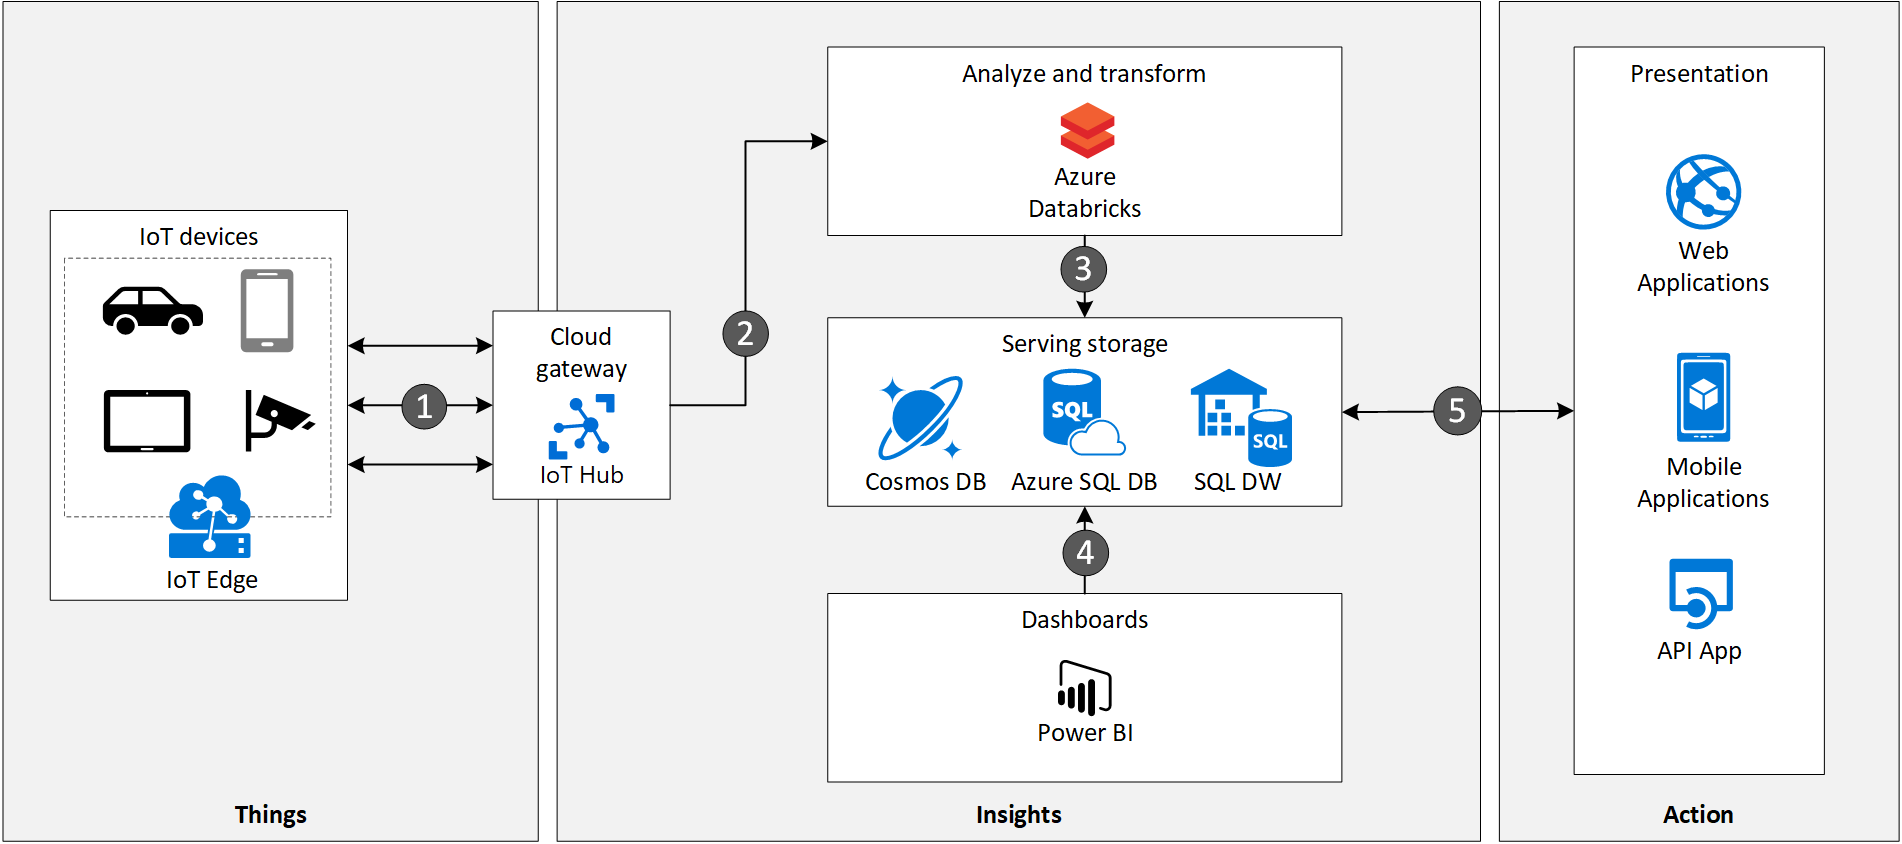 IoT devices
IoT Edge
Things
1
Cloud
gateway
IoT Hub
2
Analyze and transform
Azure
Databricks
3
Serving storage
SQL
SQL
Cosmos DB
Azure SQL DB
SQL DW
4
Dashboards
Power BI
Insights
5
Presentation
Web
Applications
Mobile
Applications
API App
Action